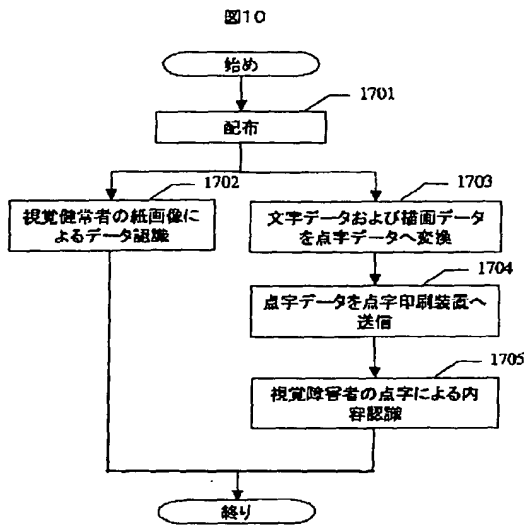 図10
始め
1701
配布
1702
視覚健常者の紙画像に
よるデータ認識
1703
文字データおよび描画データ
を点字データへ変換
1704
点字データを点字印刷装置へ
送信
1705
視覚障害者の点字による内
容認識
終り